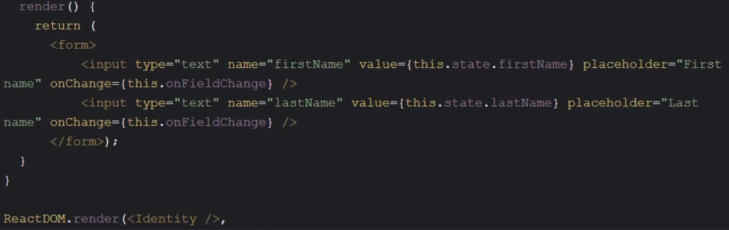 render() {
return (
<form>
<input type="text" name="firstName" value={this.state.firstName} placeholder="First
name" onChange={this.onFieldChange} />
<input type="text" name="lastName" value={this.state.lastName} placeholder="Last
name" onChange={this.onFieldChange} />
</form>);
}
}
ReactDOM.render(<Identity />,